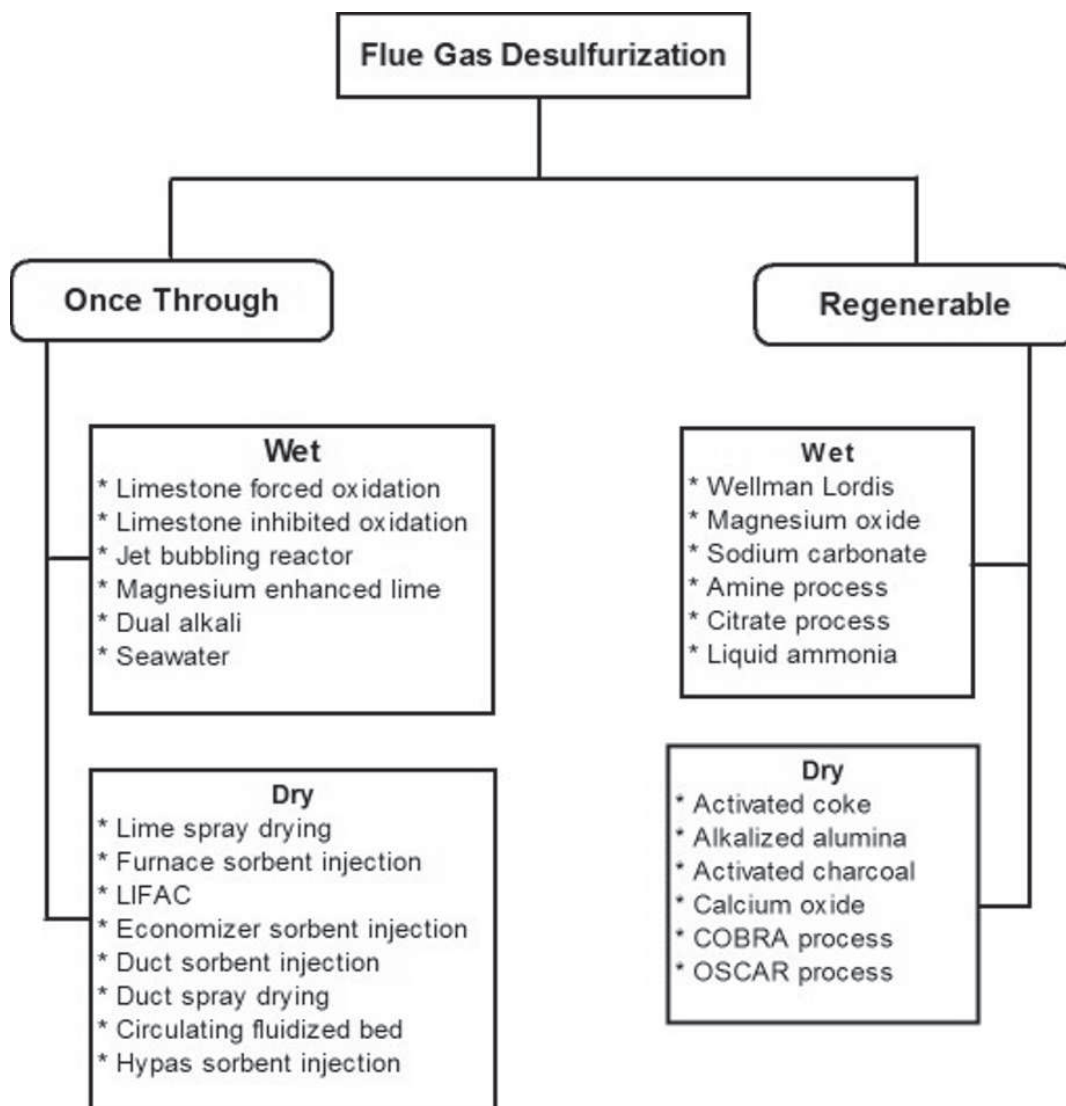 Flue Gas Desulfurization
Once Through
Regenerable
Wet
* Limestone forced oxidation
* Limestone inhibited oxidation
* Jet bubbling reactor
* Magnesium enhanced lime
* Dual alkali
* Seawater
Wet
* Wellman Lordis
* Magnesium oxide
* Sodium carbonate
* Amine process
* Citrate process
* Liquid ammonia
Dry
* Lime spray drying
* Furnace sorbent injection
* LIFAC
* Economizer sorbent injection
* Duct sorbent injection
* Duct spray drying
* Circulating fluidized bed
* Hypas sorbent injection
Dry
* Activated coke
* Alkalized alumina
* Activated charcoal
* Calcium oxide
* COBRA process
* OSCAR process